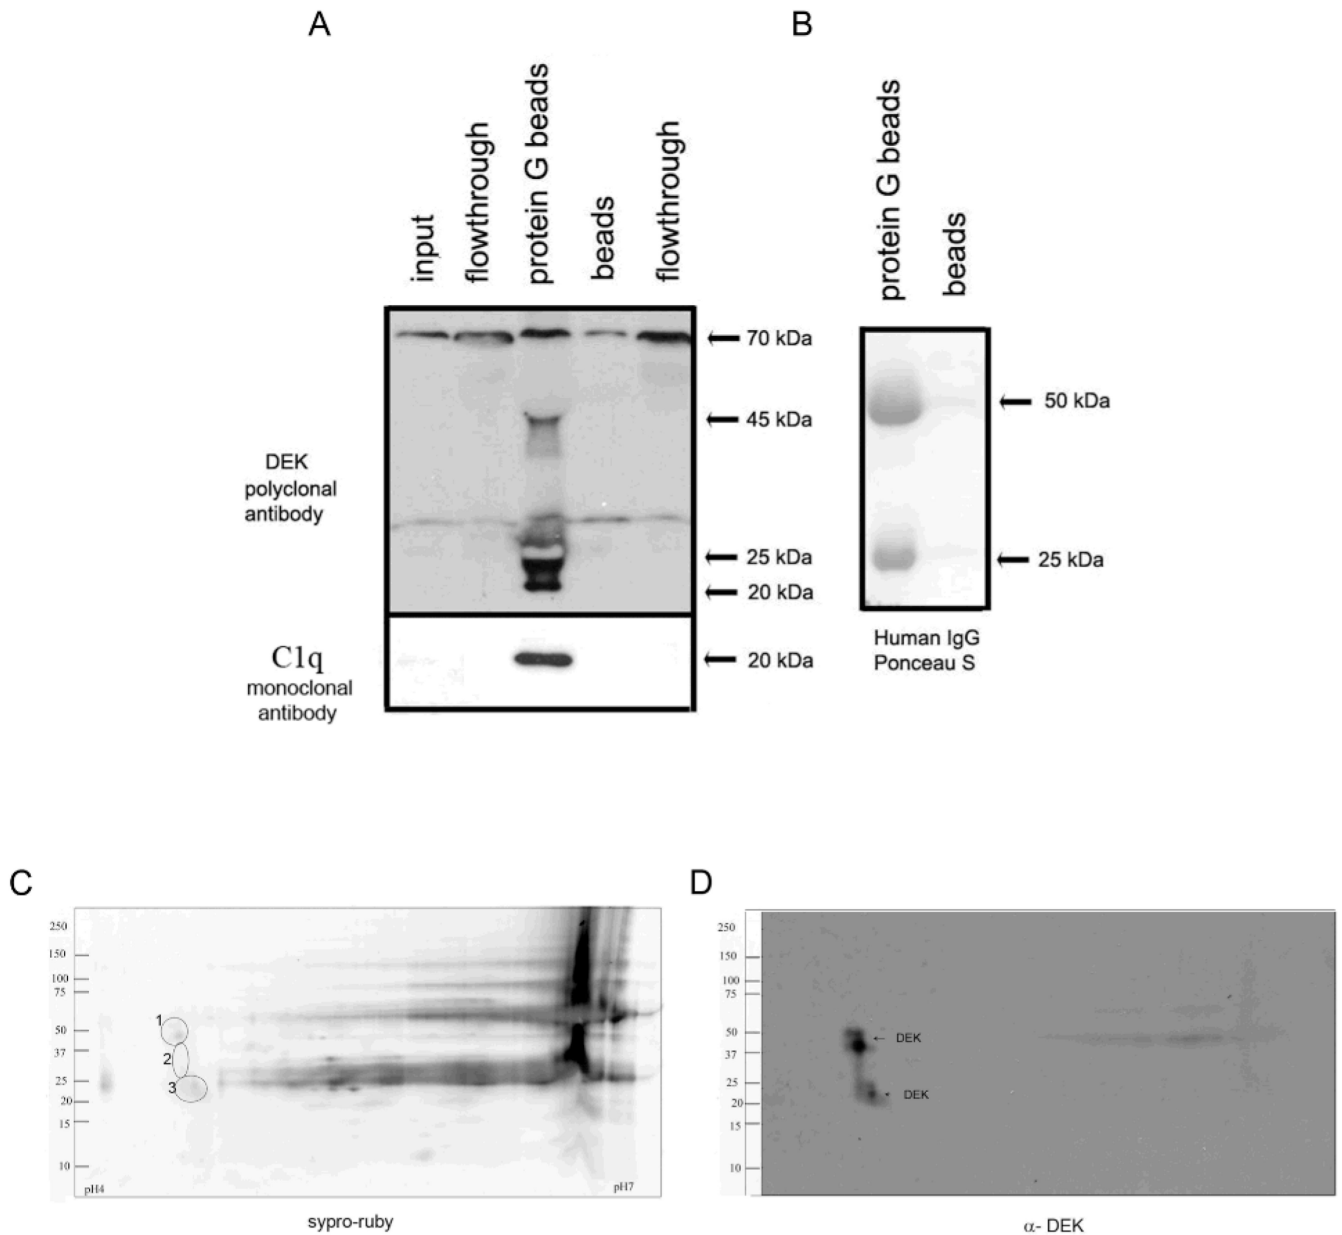 A
B
input
flowthrough
protein G beads
beads
flowthrough
protein G beads
beads
70 kDa
45 kDa
25 kDa
20 kDa
DEK
polyclonal
antibody
C1q
monoclonal
antibody
20 kDa
50 kDa
25 kDa
Human IgG
Ponceau S
C
250
150
100
75
50
37
25
20
15
10
1
2
3
pH4
pH7
sypro-ruby
D
250
150
100
75
50
37
25
20
15
10
DEK
DEK
α- DEK